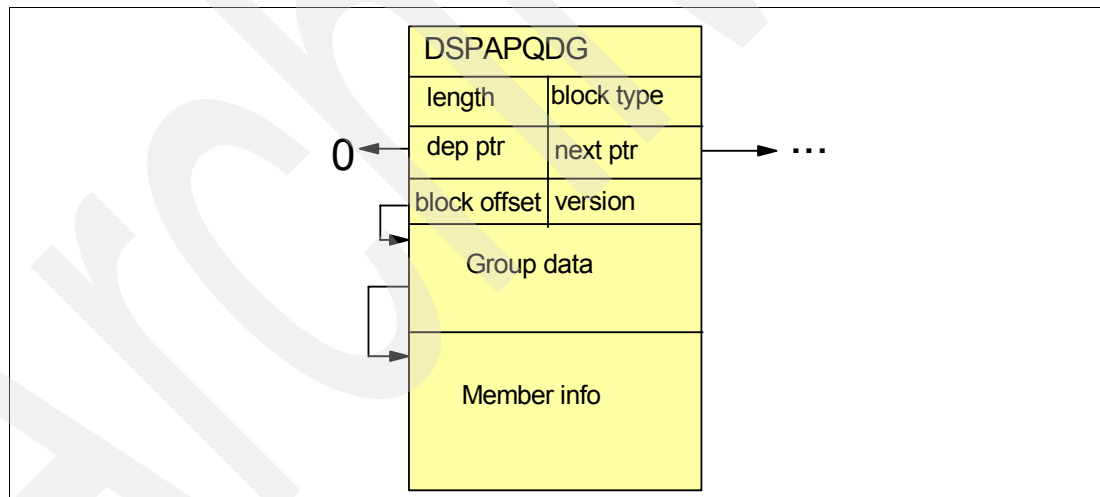 DSPAPQDG
length block type
0 dep ptr next ptr ...
block offset version
Group data
Member info